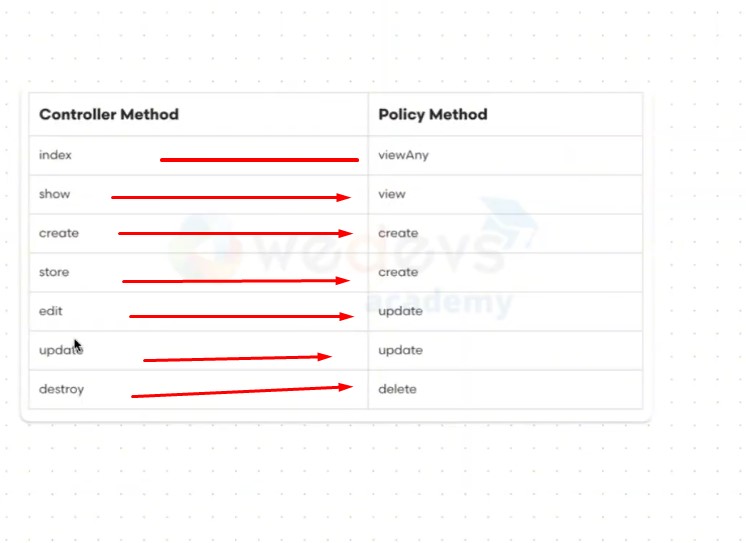 Controller Method Policy Method
index viewAny
show view
create create
store create
edit update
update update
destroy delete
wedevs
academy